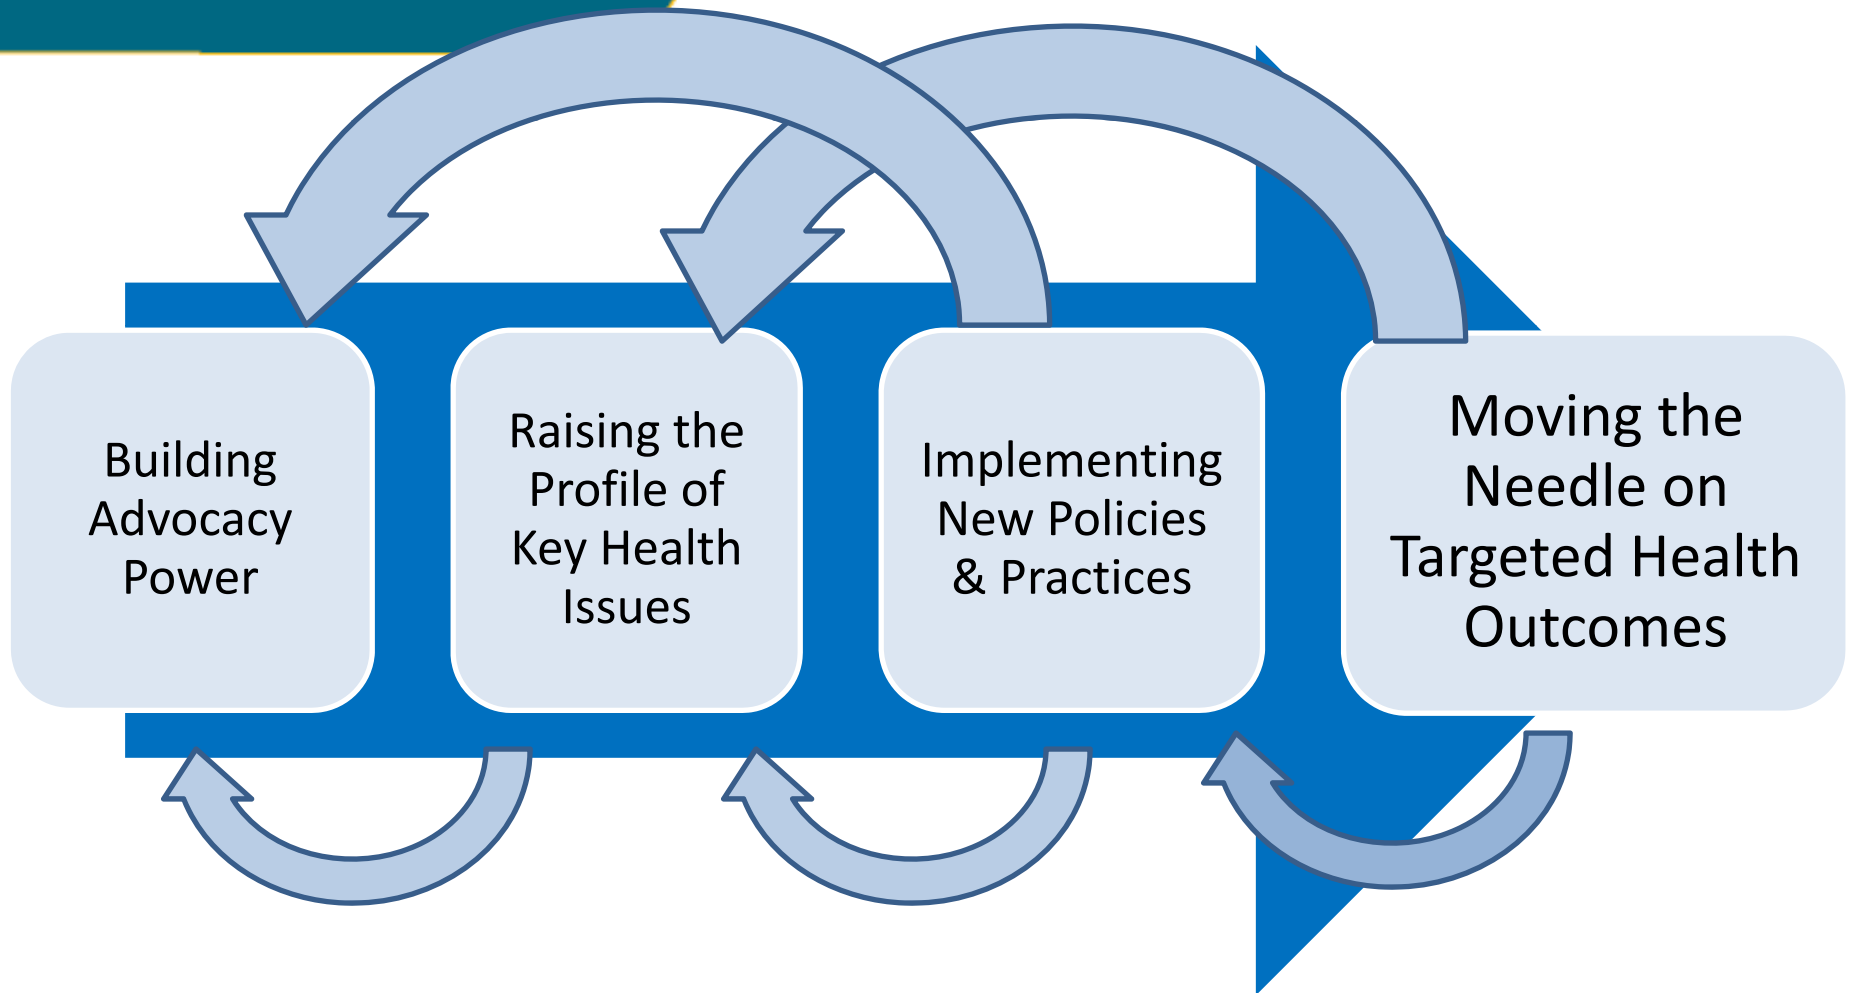 Building
Advocacy
Power
Raising the
Profile of
Key Health
Issues
Implementing
New Policies
& Practices
Moving the
Needle on
Targeted Health
Outcomes